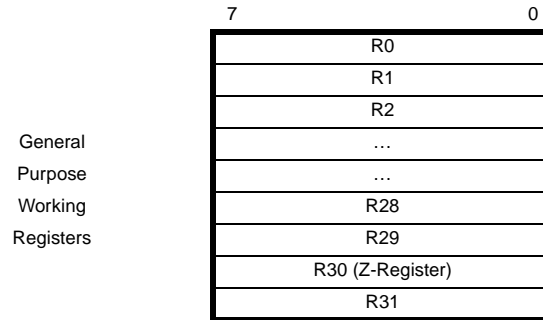 7 0
R0
R1
R2
General …
Purpose …
Working R28
Registers R29
R30 (Z-Register)
R31